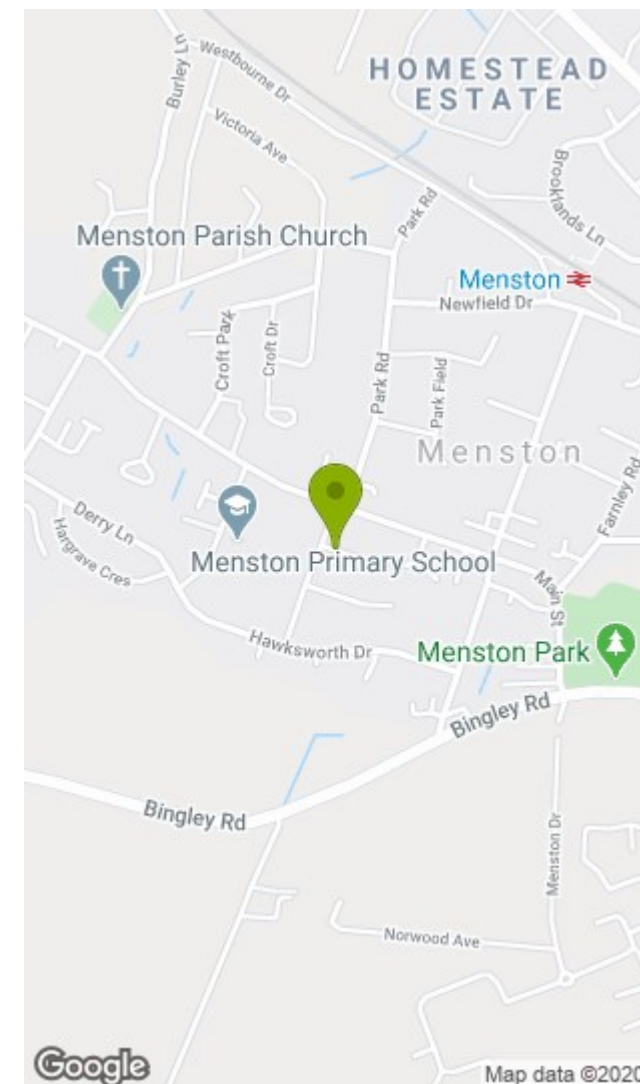 HOMESTEAD
ESTATE
Burley Ln
Westbourne Dr
Victoria Ave
Brooklands Ln
Park Rd
Menston Parish Church
Menston
Newfield Dr
Croft Park
Croft Dr
Park Rd
Park Field
Menston
Farnley Rd
Derry Ln
Hargrave Cres
Menston Primary School
Main St
Hawksworth Dr
Menston Park
Bingley Rd
Bingley Rd
Menston Dr
Norwood Ave
Google
Map data ©2020